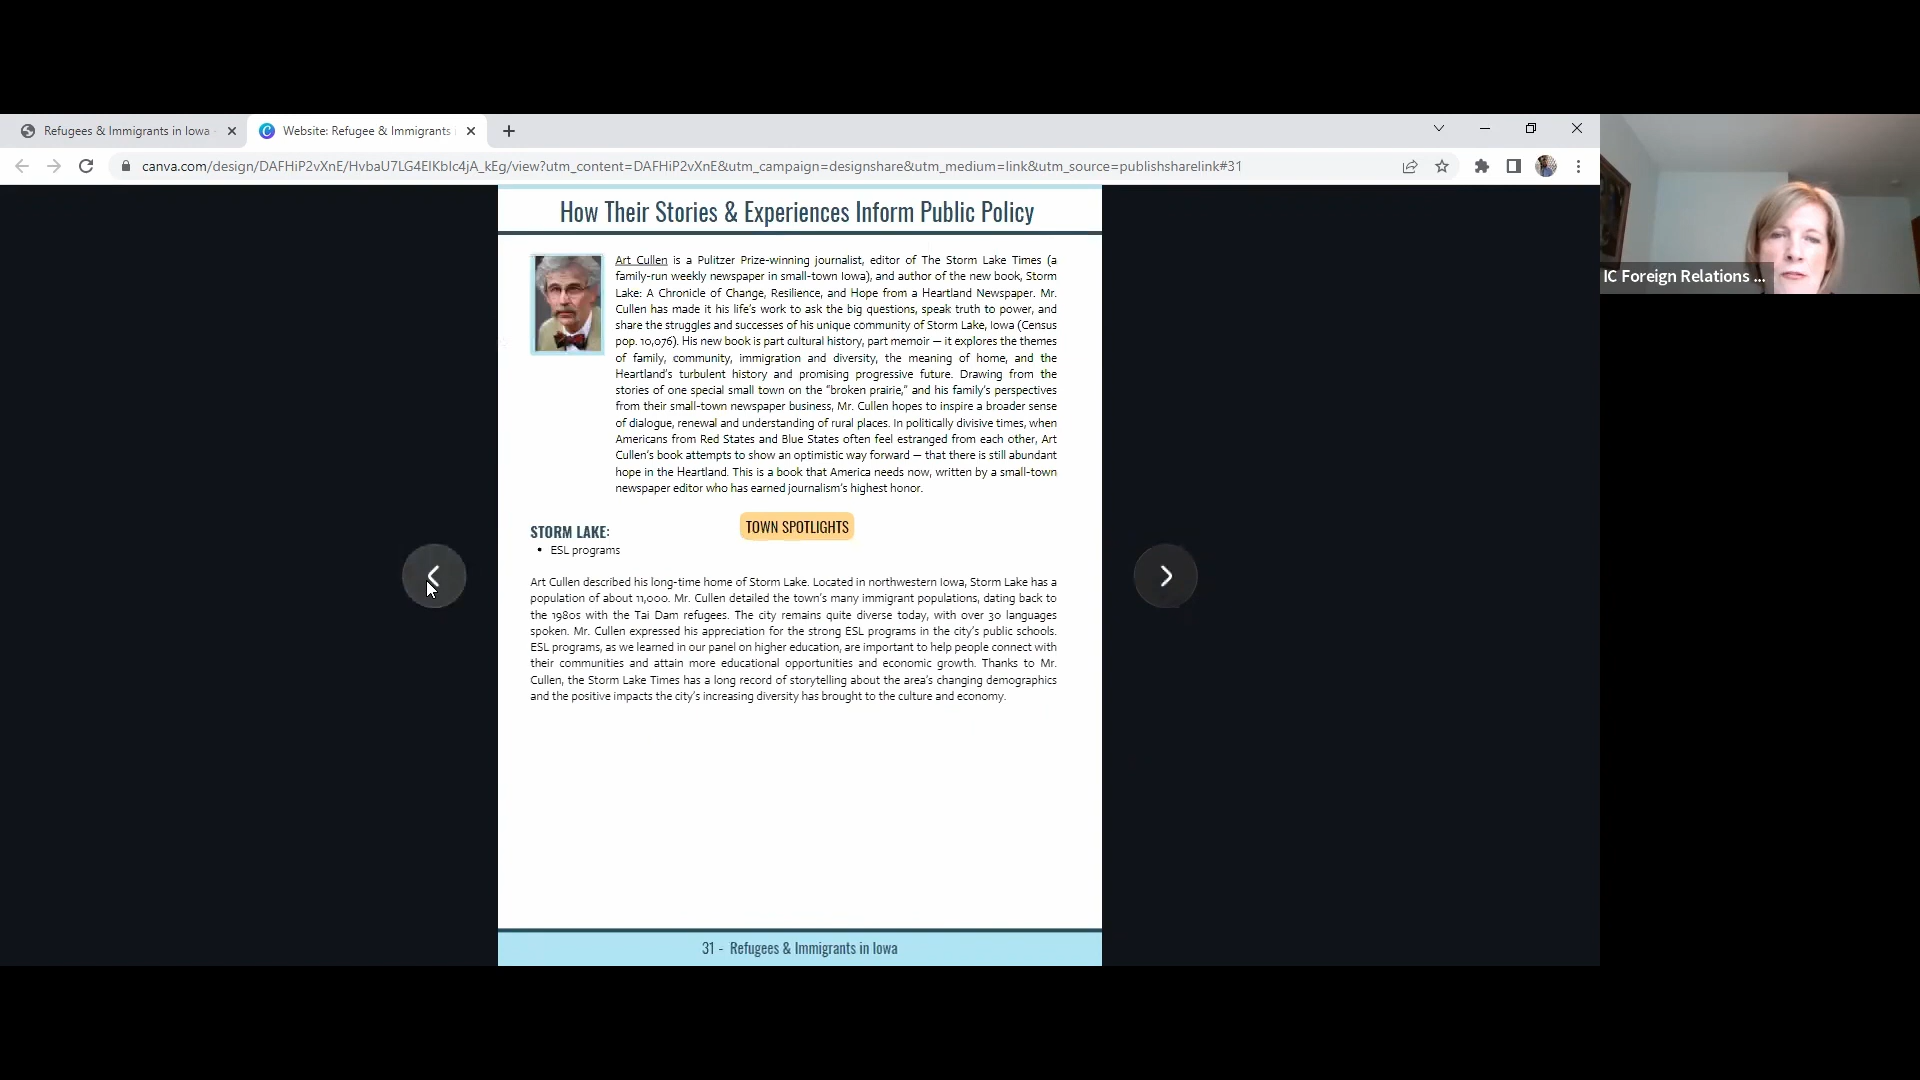 Refugees & Immigrants in Iowa
Website: Refugee & Immigrants
canva.com/design/DAFHiP2vXnE/HvbaU7LG4EIKbIc4jA_kEg/view?utm_content=DAFHiP2vXnE&utm_campaign=designshare&utm_medium=link&utm_source=publishsharelink#31
How Their Stories & Experiences Inform Public Policy
Art Cullen is a Pulitzer Prize-winning journalist, editor of The Storm Lake Times (a
family-run weekly newspaper in small-town Iowa), and author of the new book, Storm
Lake: A Chronicle of Change, Resilience, and Hope from a Heartland Newspaper. Mr.
Cullen has made it his life's work to ask the big questions, speak truth to power, and
share the struggles and successes of his unique community of Storm Lake, Iowa (Census
pop. 10,076). His new book is part cultural history, part memoir — it explores the themes
of family, community, immigration and diversity, the meaning of home, and the
Heartland's turbulent history and promising progressive future. Drawing from the
stories of one special small town on the "broken prairie," and his family's perspectives
from their small-town newspaper business, Mr. Cullen hopes to inspire a broader sense
of dialogue, renewal and understanding of rural places. In politically divisive times, when
Americans from Red States and Blue States often feel estranged from each other, Art
Cullen's book attempts to show an optimistic way forward — that there is still abundant
hope in the Heartland. This is a book that America needs now, written by a small-town
newspaper editor who has earned journalism's highest honor.
TOWN SPOTLIGHTS
STORM LAKE:
• ESL programs
Art Cullen described his long-time home of Storm Lake. Located in northwestern Iowa, Storm Lake has a
population of about 11,000. Mr. Cullen detailed the town's many immigrant populations, dating back to
the 1980s with the Tai Dam refugees. The city remains quite diverse today, with over 30 languages
spoken. Mr. Cullen expressed his appreciation for the strong ESL programs in the city's public schools.
ESL programs, as we learned in our panel on higher education, are important to help people connect with
their communities and attain more educational opportunities and economic growth. Thanks to Mr.
Cullen, the Storm Lake Times has a long record of storytelling about the area's changing demographics
and the positive impacts the city's increasing diversity has brought to the culture and economy.
31 - Refugees & Immigrants in Iowa
IC Foreign Relations ...